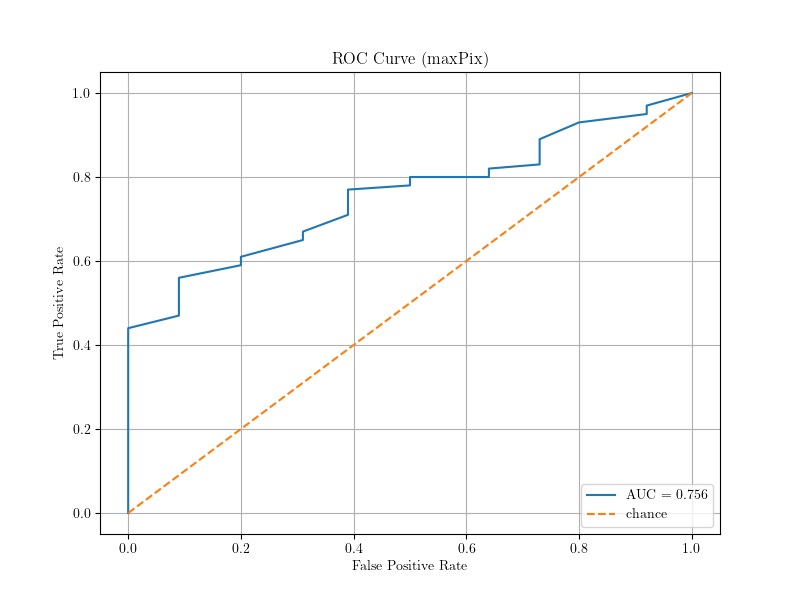 ROC Curve (maxPix)
True Positive Rate
1.0
0.8
0.6
0.4
0.2
0.0
AUC = 0.756
chance
0.0 0.2 0.4 0.6 0.8 1.0
False Positive Rate